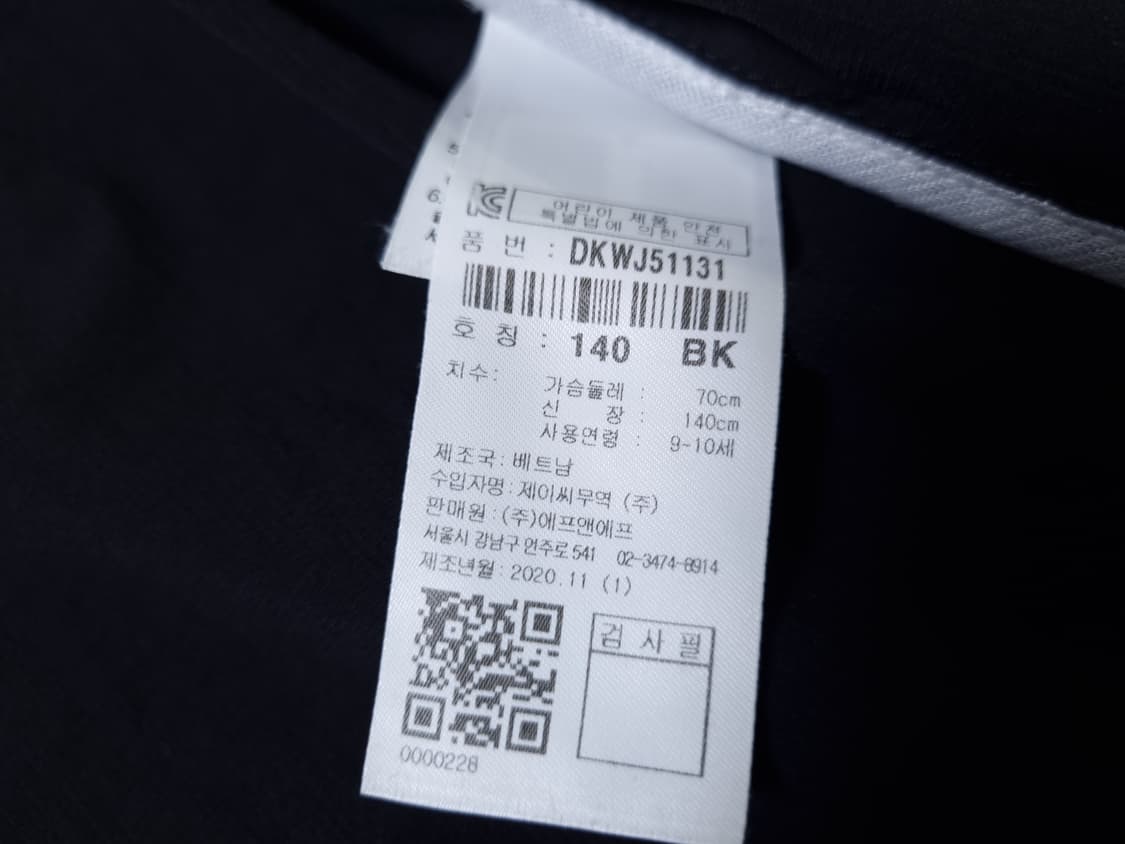 어린이 제품 안전
특별법에 의한 표시
품 번 : DKWJ51131
호 칭 : 140 BK
치수: 가슴둘레 : 70cm
신 장 : 140cm
사용연령 : 9-10세
제조국: 베트남
수입자명 : 제이씨무역 (주)
판매원 : (주)에프앤에프
서울시 강남구 언주로 541 02-3474-8914
제조년월 : 2020.11 (1)
검 사 필
0000228